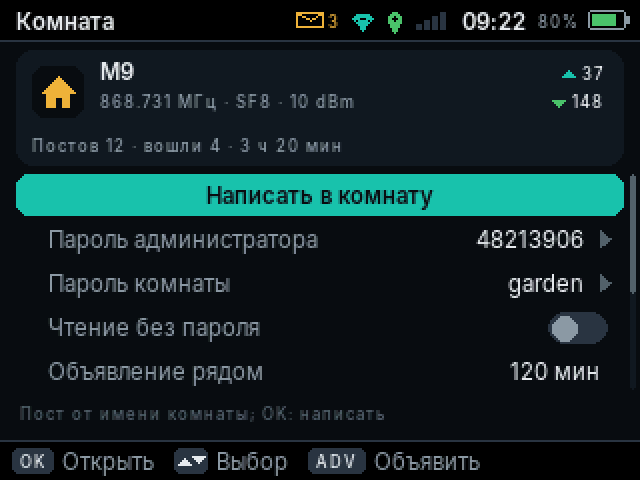 Комната 3 09:22 80%
М9 37
868.731 МГц · SF8 · 10 dBm 148
Постов 12 · вошли 4 · 3 ч 20 мин
Написать в комнату
Пароль администратора 48213906
Пароль комнаты garden
Чтение без пароля
Объявление рядом 120 мин
Пост от имени комнаты; OK: написать
OK Открыть Выбор ADV Объявить